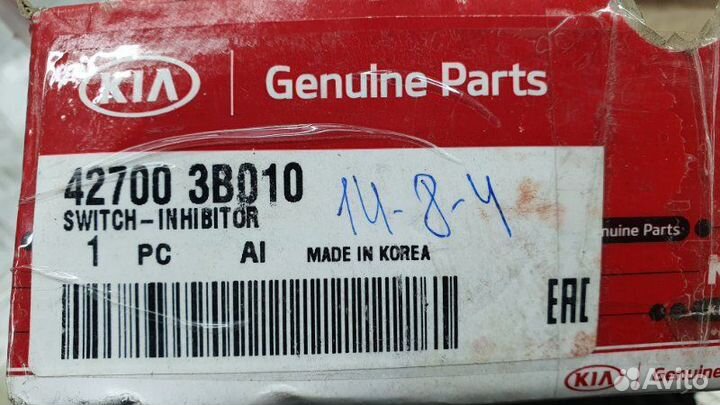 KIA Genuine Parts
42700 3B010
SWITCH-INHIBITOR
14-8-4
1 PC AI MADE IN KOREA
EAC
nuine Parts
KIA Genuine
Avito